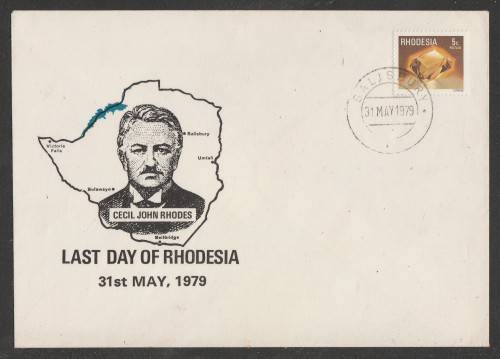 RHODESIA 5c
SALISBURY
31 MAY 1979
Salisbury
Victoria
Falls
Umtali
Bulawayo
CECIL JOHN RHODES
Beitbridge
LAST DAY OF RHODESIA
31st MAY, 1979